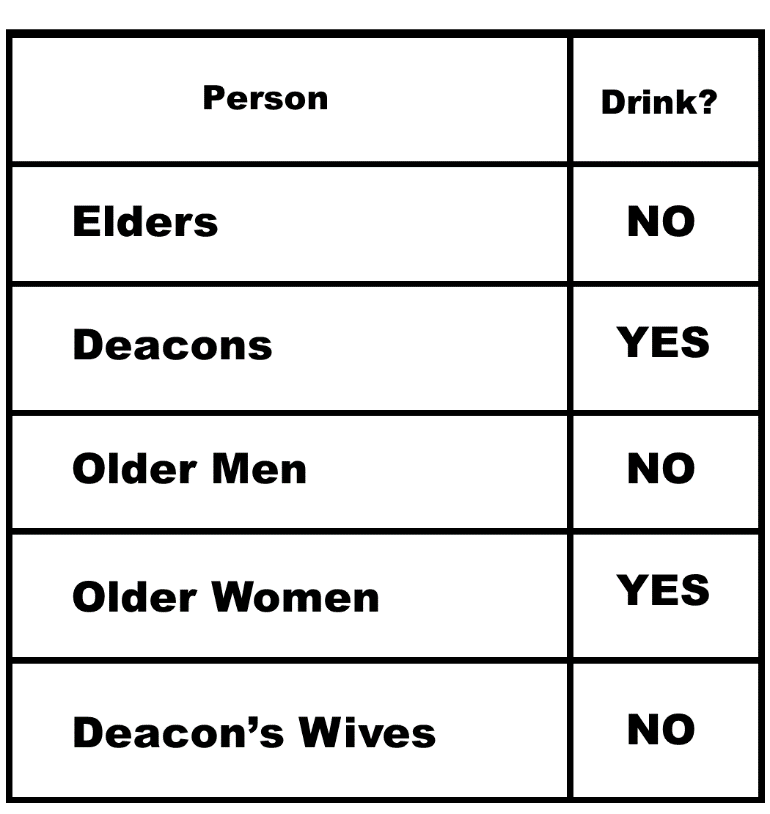 Person Drink?
Elders NO
Deacons YES
Older Men NO
Older Women YES
Deacon’s Wives NO